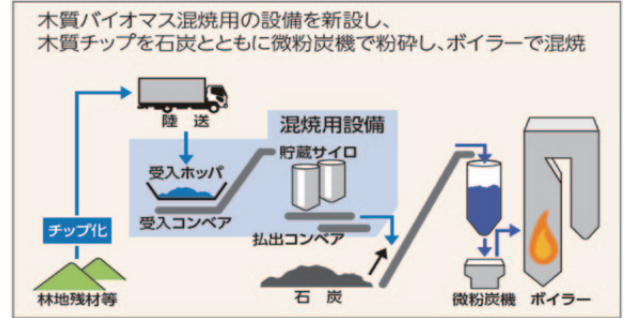 木質バイオマス混焼用の設備を新設し、
木質チップを石炭とともに微粉炭機で粉砕し、ボイラーで混焼
陸 送
混焼用設備
貯蔵サイロ
受入ホッパ
受入コンベア
払出コンベア
チップ化
林地残材等
石 炭
微粉炭機
ボイラー